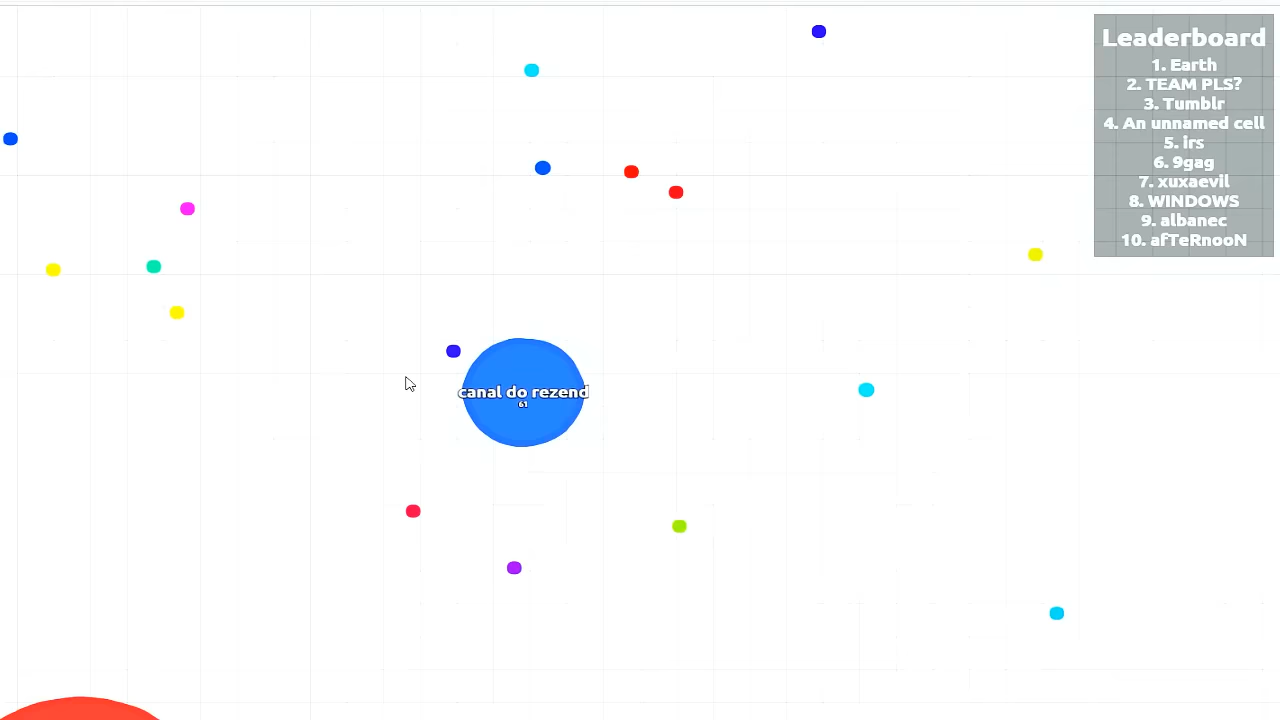 Leaderboard
1. Earth
2. TEAM PLS?
3. Tumblr
4. An unnamed cell
5. irs
6. 9gag
7. xuxaevil
8. WINDOWS
9. albanec
10. afTeRnooN
canal do rezend
61